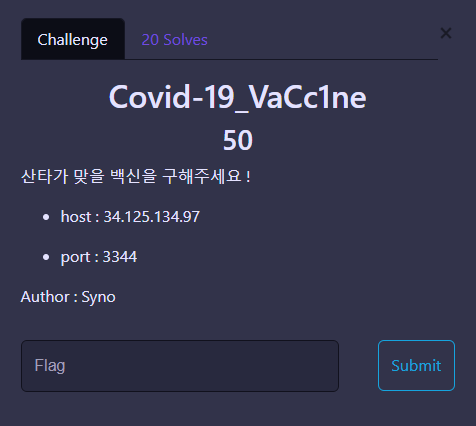 Challenge
20 Solves
×
Covid-19_VaCc1ne
50
산타가 맞을 백신을 구해주세요 !
• host : 34.125.134.97
• port : 3344
Author : Syno
Flag
Submit